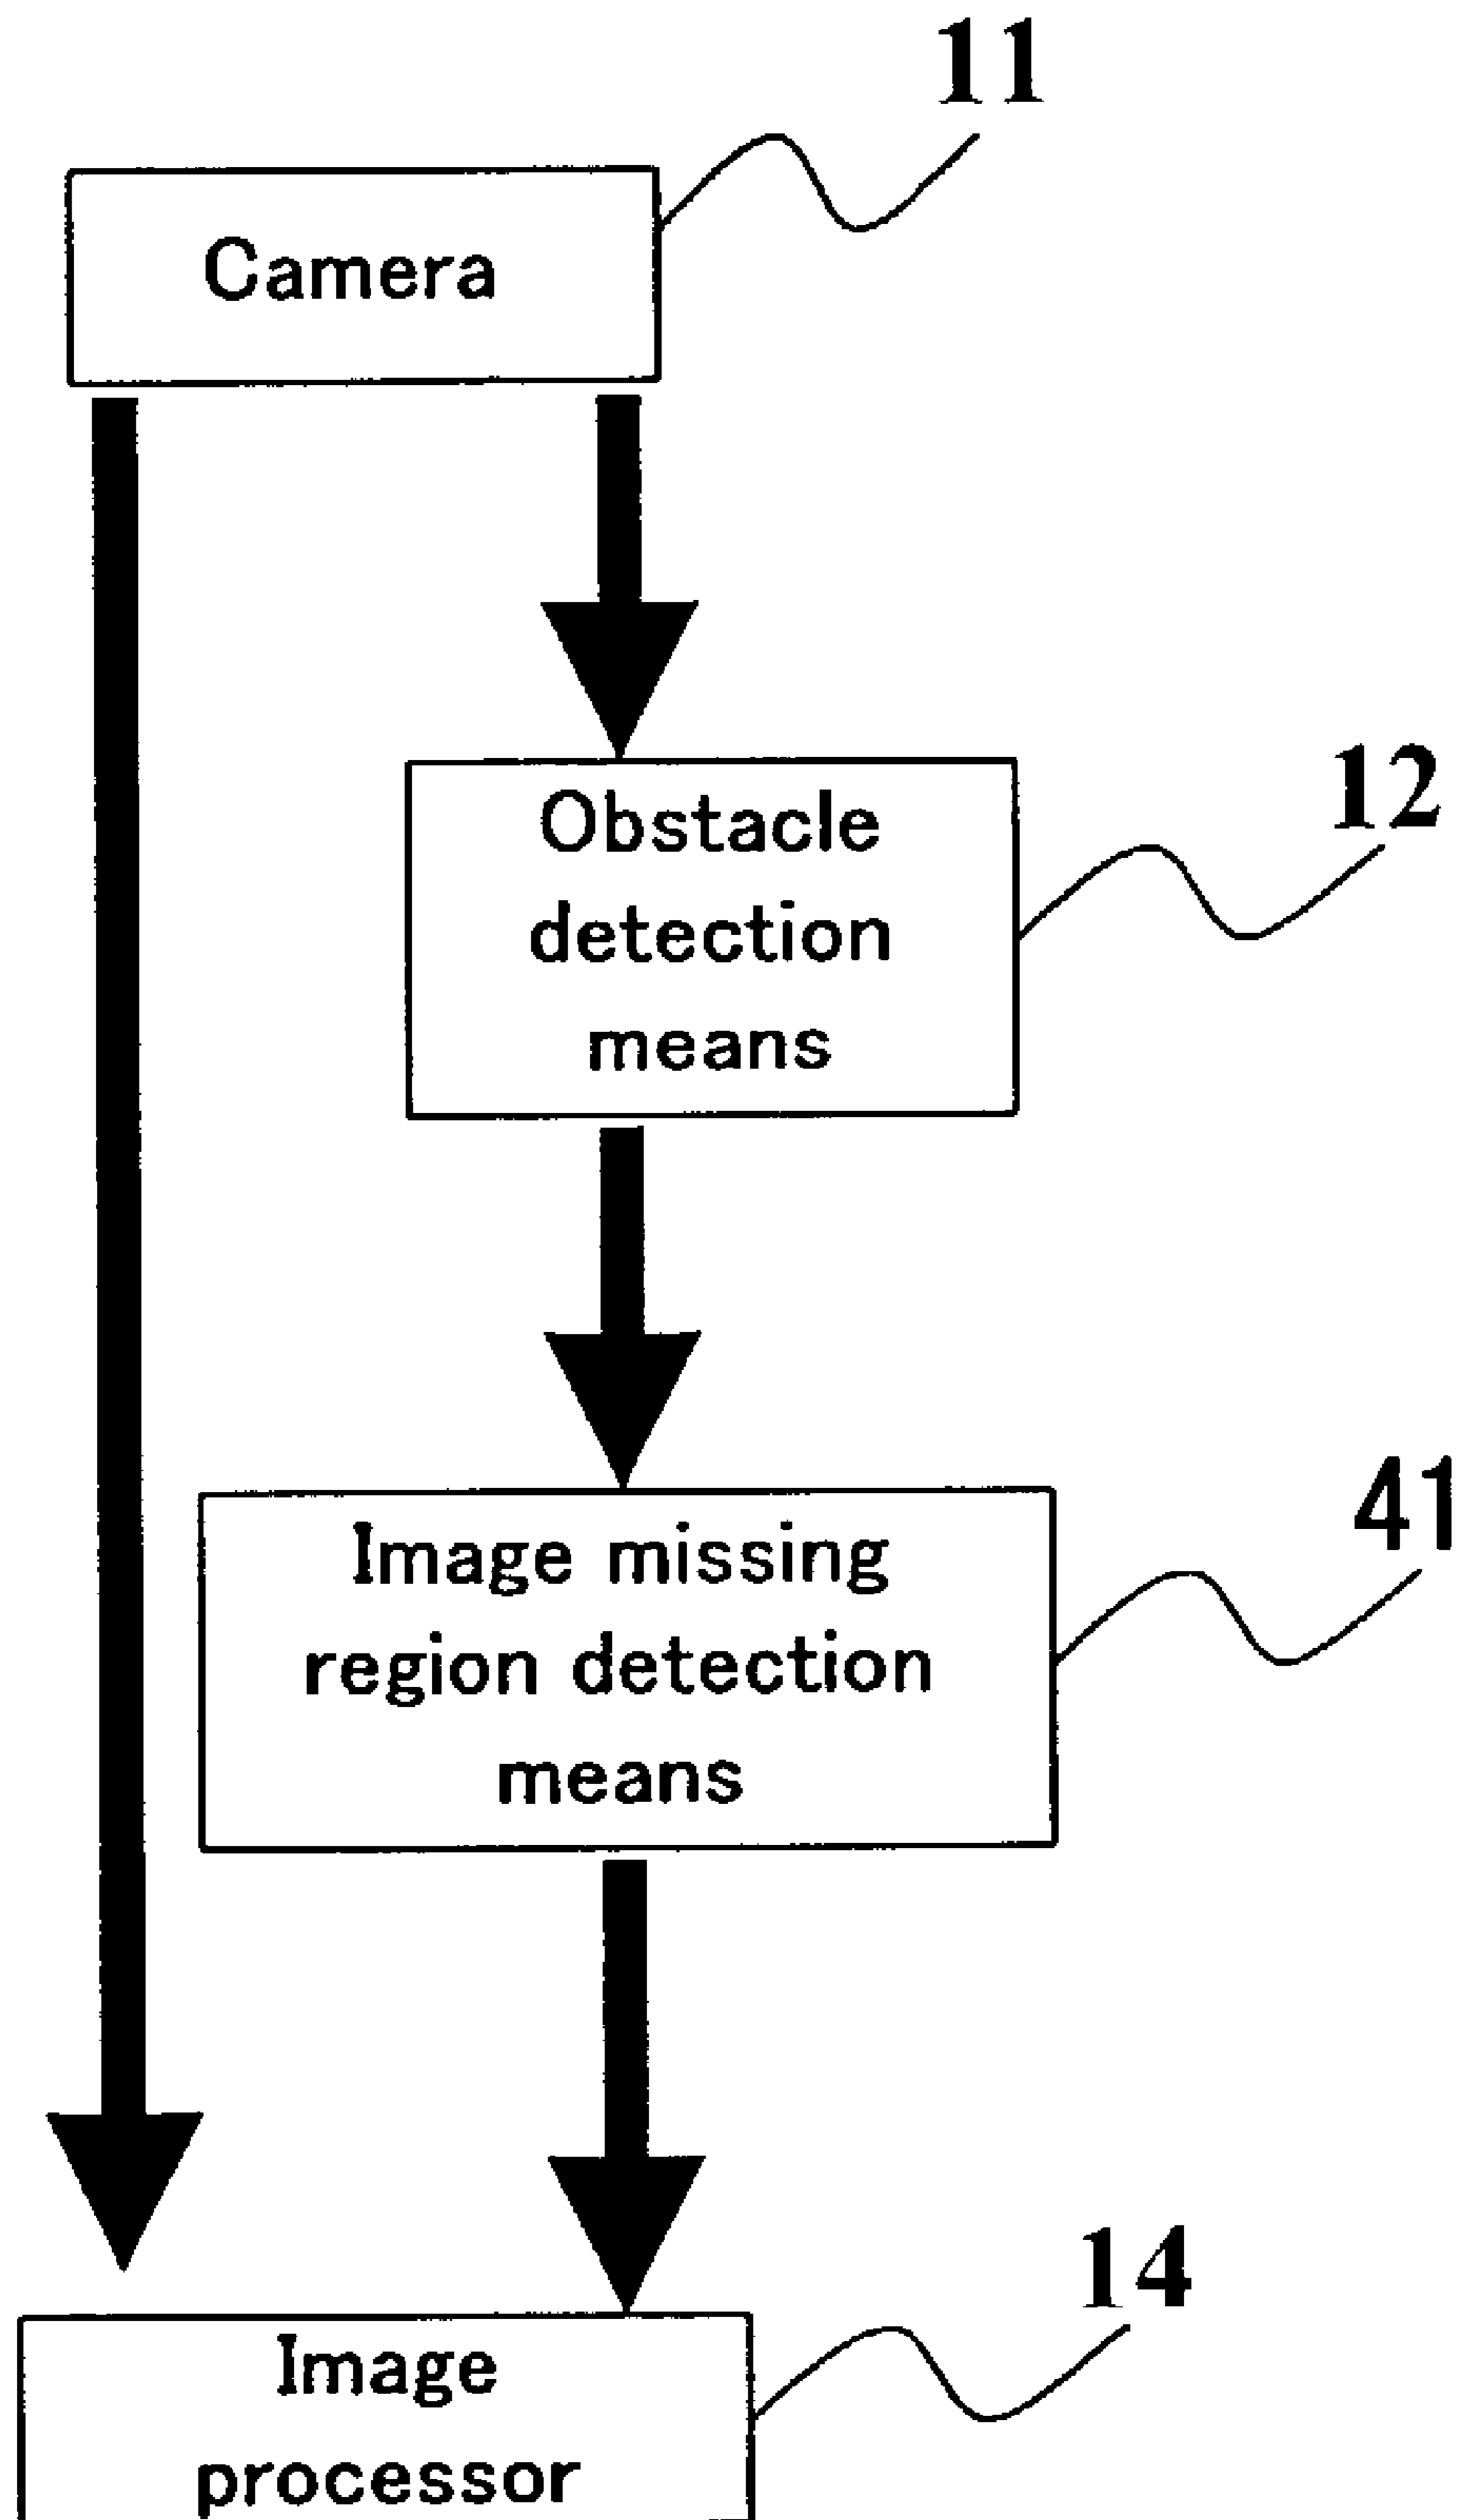 11
Camera
12
Obstacle
detection
means
41
Image missing
region detection
means
14
Image
processor